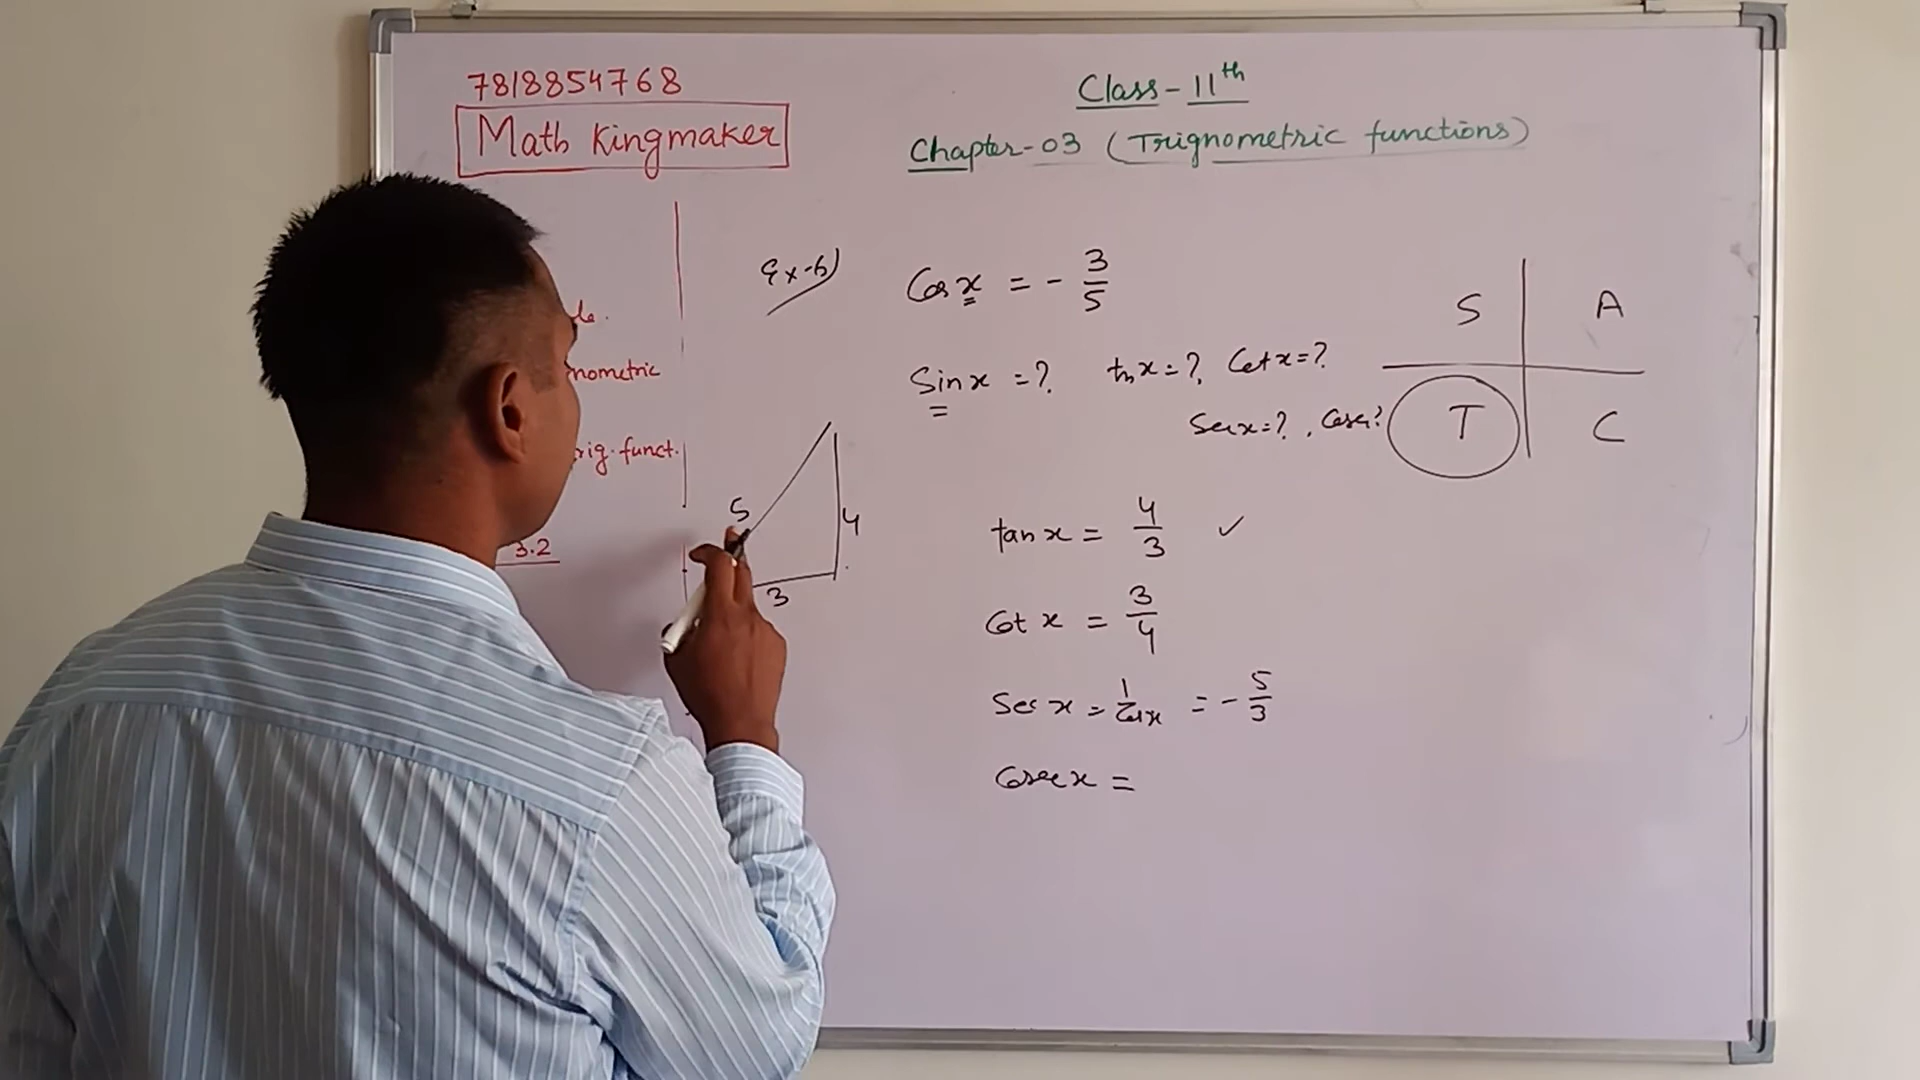 7818854768
Math Kingmaker
Class - 11th
Chapter-03 (Trignometric functions)
Ex-6)
Cos x = - 3/5
Sin x = ? tan x = ?, Cot x = ?
Sec x = ?, Cosec?
S A
T C
nometric
rig. funct.
3.2
5
4
3
tan x = 4/3 ✓
Cot x = 3/4
Sec x = 1/Cos x = - 5/3
Cosec x =